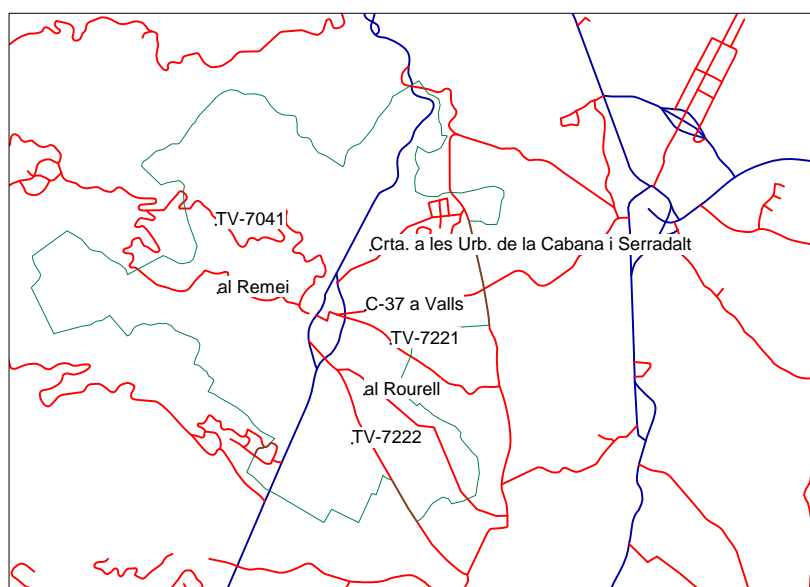 .TV-7041
Crta. a les Urb. de la Cabana i Serradalt
.al Remei
C-37 a Valls
.TV-7221
.al Rourell
.TV-7222